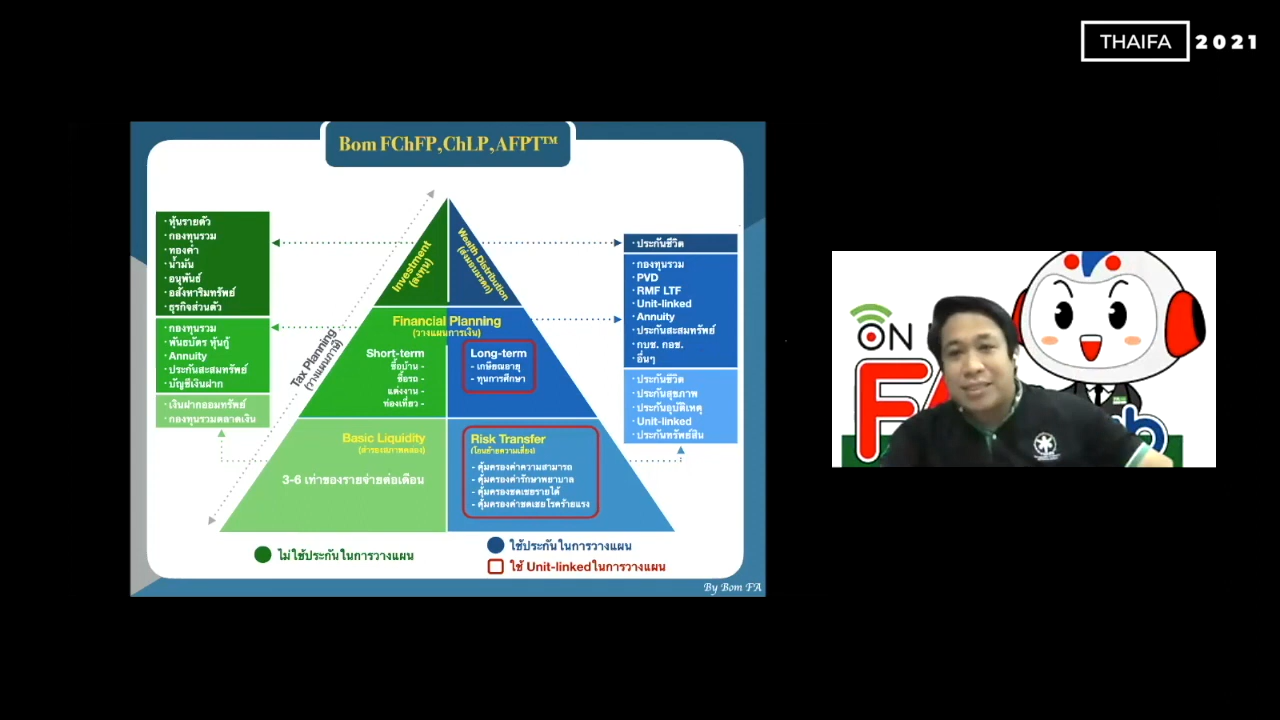 THAIFA 2021
Bom FChFP,ChLP,AFPT™
· หุ้นรายตัว
· กองทุนรวม
· ทองคำ
· น้ำมัน
· อนุพันธ์
· อสังหาริมทรัพย์
· ธุรกิจส่วนตัว
· กองทุนรวม
· พันธบัตร หุ้นกู้
· Annuity
· ประกันสะสมทรัพย์
· บัญชีเงินฝาก
· เงินฝากออมทรัพย์
· กองทุนรวมตลาดเงิน
Tax Planning
(วางแผนภาษี)
Investment
(ลงทุน)
Wealth Distribution
(ส่งมอบมรดก)
Financial Planning
(วางแผนการเงิน)
Short-term
ซื้อบ้าน -
ซื้อรถ -
แต่งงาน -
ท่องเที่ยว -
Long-term
- เกษียณอายุ
- ทุนการศึกษา
Basic Liquidity
(สำรองสภาพคล่อง)
3-6 เท่าของรายจ่ายต่อเดือน
Risk Transfer
(โอนย้ายความเสี่ยง)
- คุ้มครองค่าความสามารถ
- คุ้มครองค่ารักษาพยาบาล
- คุ้มครองชดเชยรายได้
- คุ้มครองค่าชดเชยโรคร้ายแรง
· ประกันชีวิต
· กองทุนรวม
· PVD
· RMF LTF
· Unit-linked
· Annuity
· ประกันสะสมทรัพย์
· กบข. กอช.
· อื่นๆ
· ประกันชีวิต
· ประกันสุขภาพ
· ประกันอุบัติเหตุ
· Unit-linked
· ประกันทรัพย์สิน
ไม่ใช้ประกันในการวางแผน
ใช้ประกันในการวางแผน
ใช้ Unit-linked ในการวางแผน
By Bom FA
ON